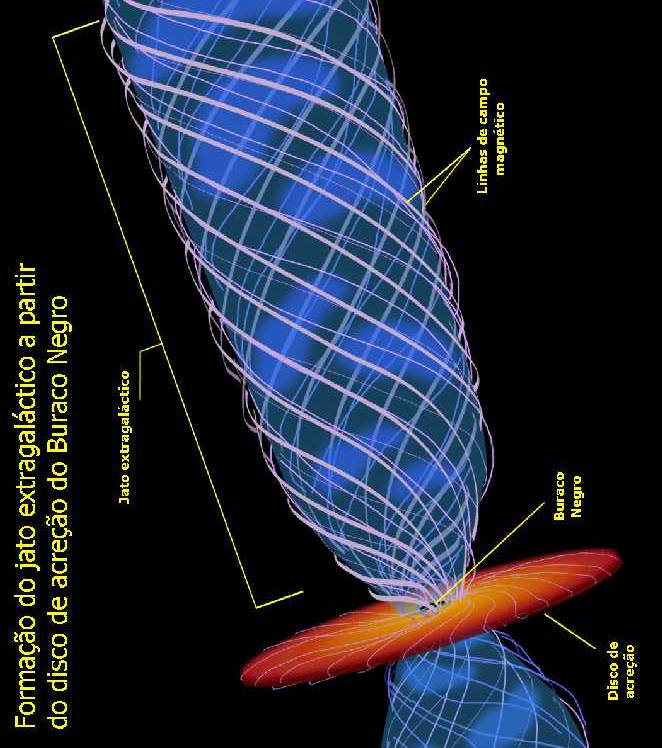 Formação do jato extragaláctico a partir
do disco de acreção do Buraco Negro
Jato extragaláctico
Linhas de campo
magnético
Buraco
Negro
Disco de
acreção